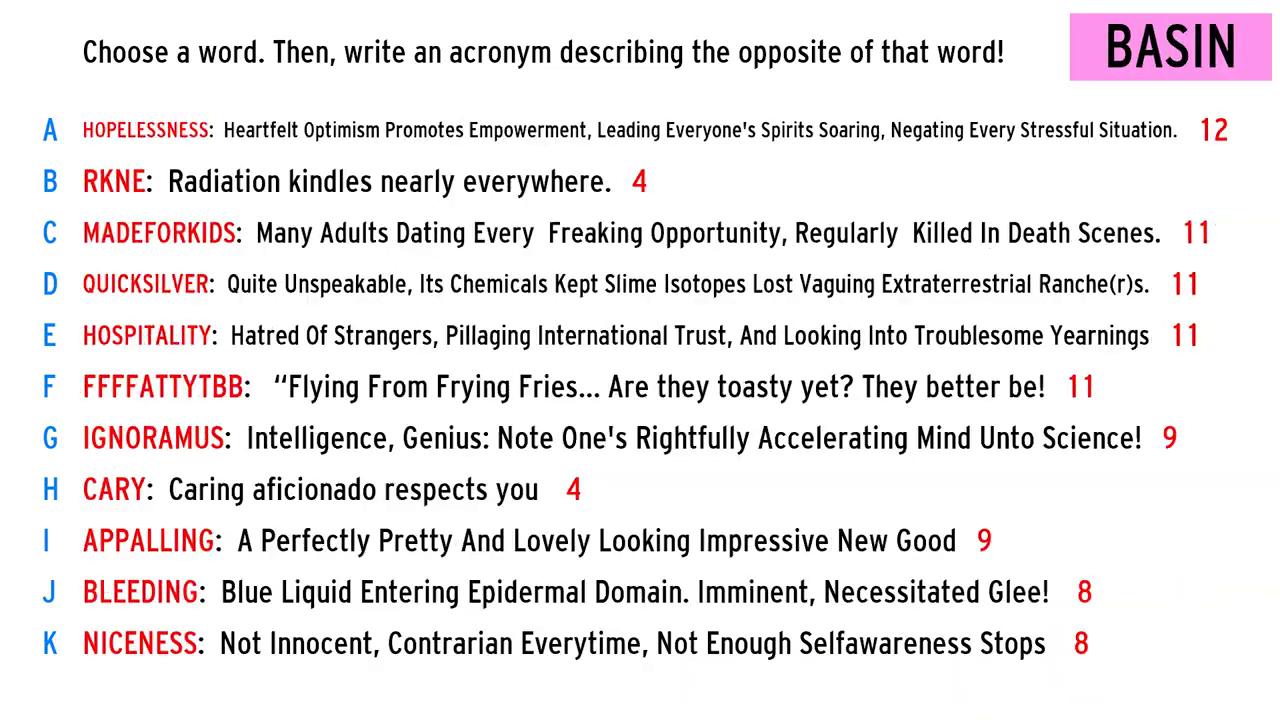 Choose a word. Then, write an acronym describing the opposite of that word!
BASIN
A HOPELESSNESS: Heartfelt Optimism Promotes Empowerment, Leading Everyone's Spirits Soaring, Negating Every Stressful Situation. 12
B RKNE: Radiation kindles nearly everywhere. 4
C MADEFORKIDS: Many Adults Dating Every Freaking Opportunity, Regularly Killed In Death Scenes. 11
D QUICKSILVER: Quite Unspeakable, Its Chemicals Kept Slime Isotopes Lost Vaguing Extraterrestrial Ranche(r)s. 11
E HOSPITALITY: Hatred Of Strangers, Pillaging International Trust, And Looking Into Troublesome Yearnings 11
F FFFFATTYTBB: “Flying From Frying Fries... Are they toasty yet? They better be! 11
G IGNORAMUS: Intelligence, Genius: Note One's Rightfully Accelerating Mind Unto Science! 9
H CARY: Caring aficionado respects you 4
I APPALLING: A Perfectly Pretty And Lovely Looking Impressive New Good 9
J BLEEDING: Blue Liquid Entering Epidermal Domain. Imminent, Necessitated Glee! 8
K NICENESS: Not Innocent, Contrarian Everytime, Not Enough Selfawareness Stops 8